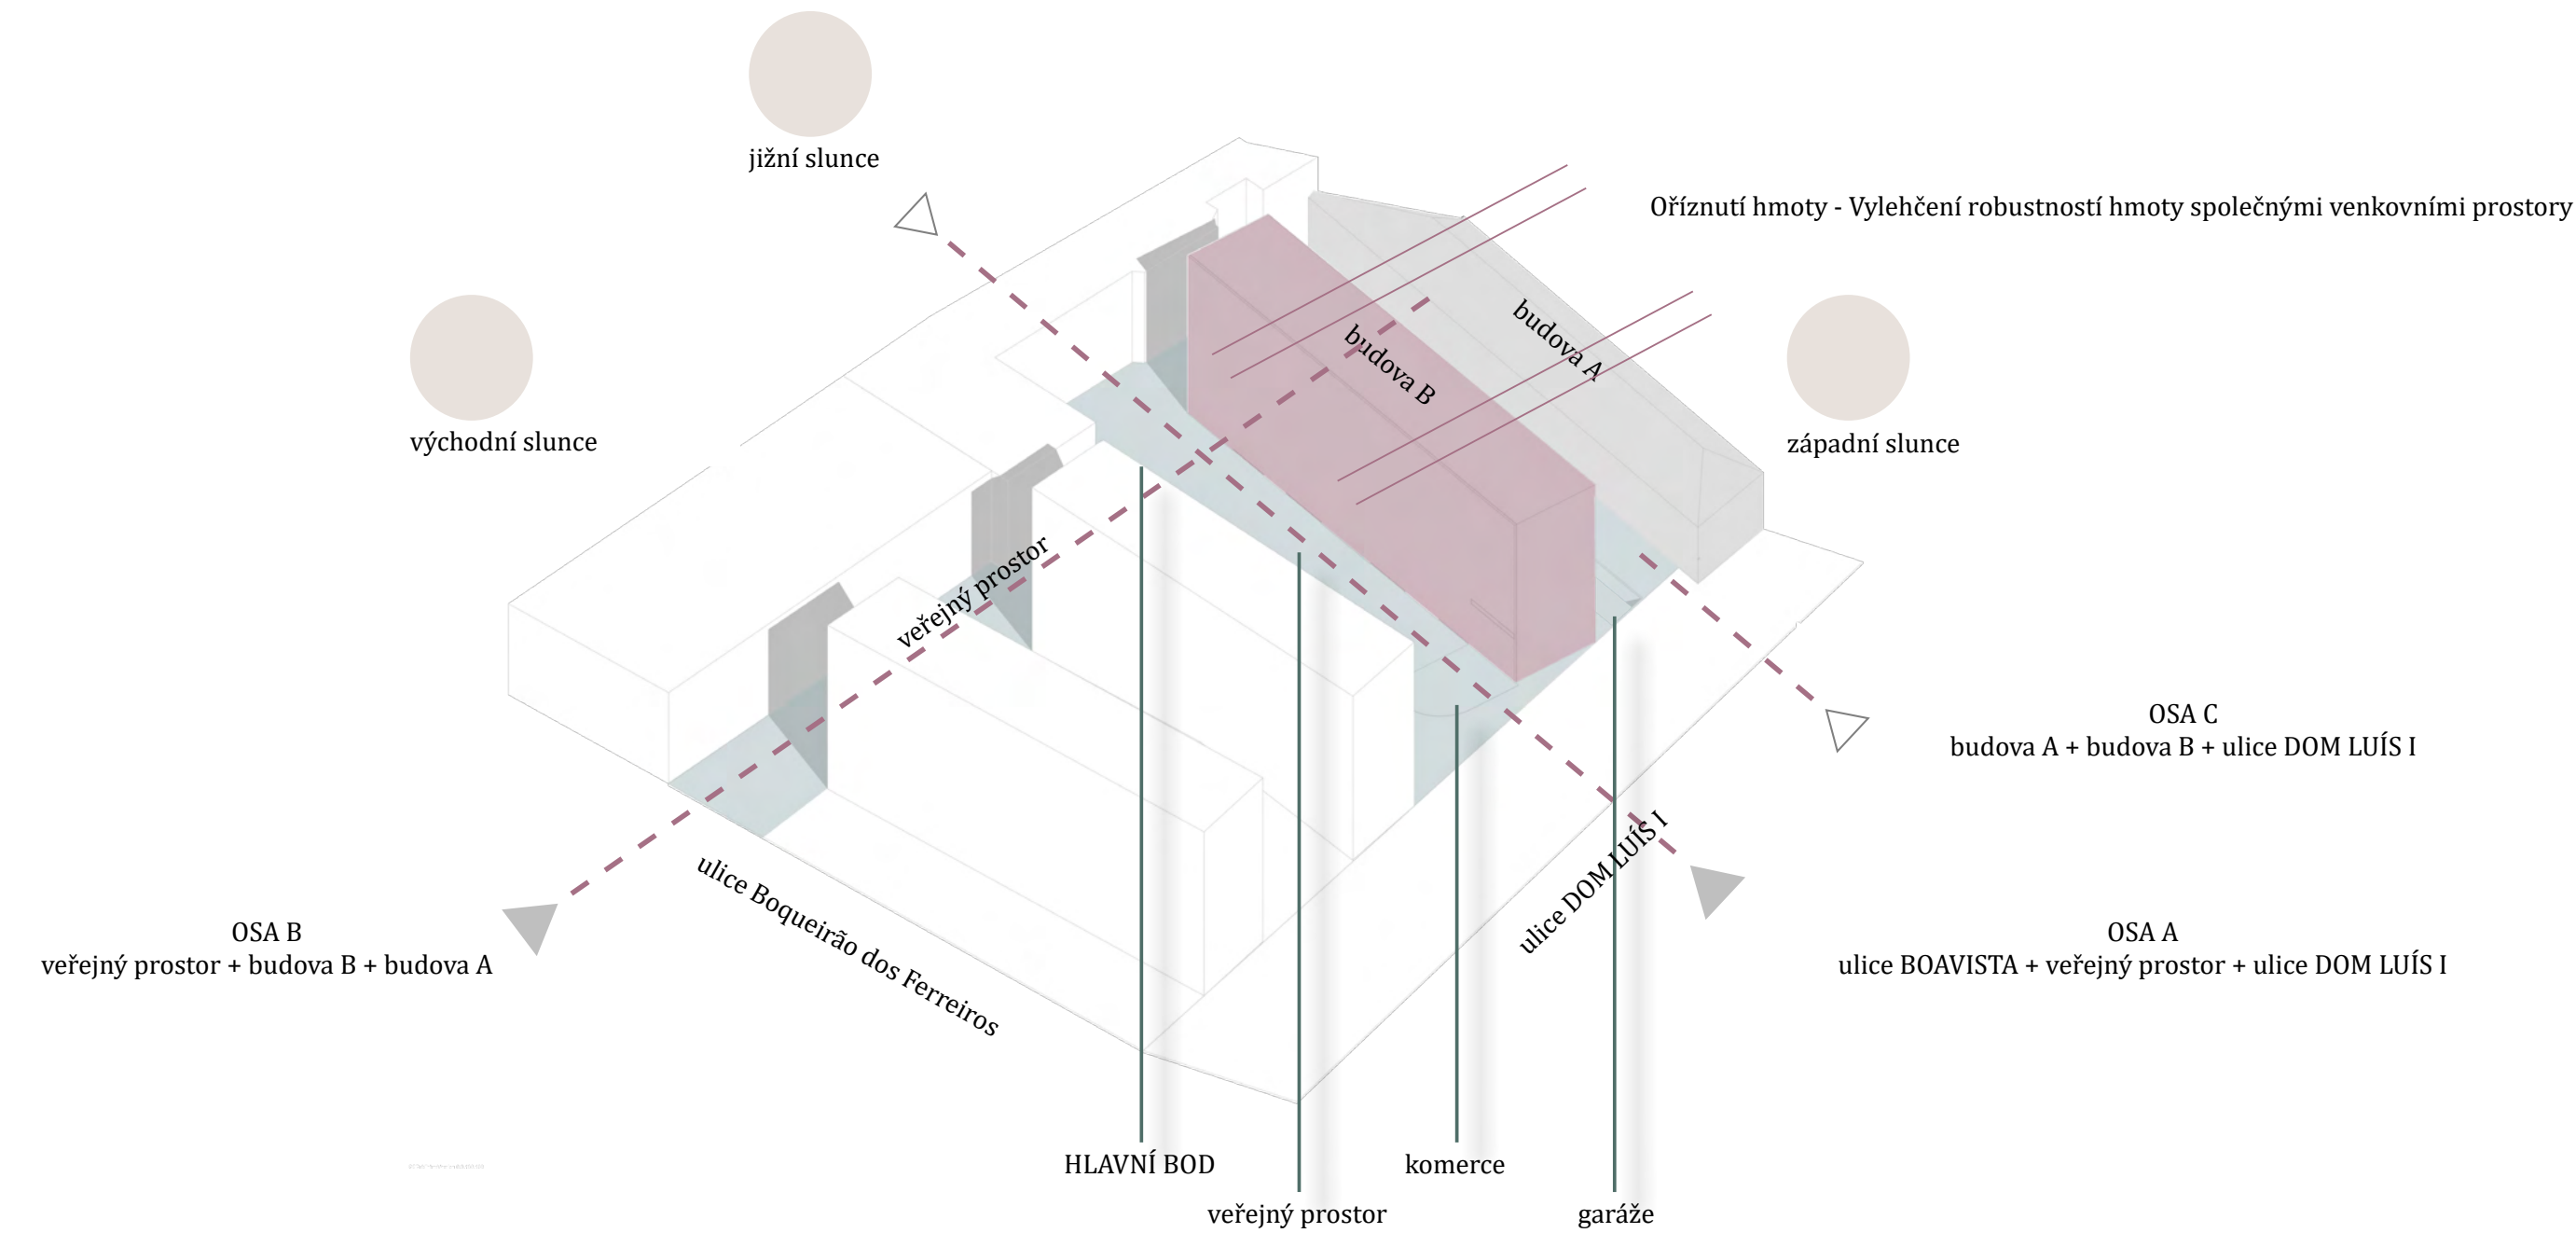 jižní slunce
Oříznutí hmoty - Vylehčení robustností hmoty společnými venkovními prostory
východní slunce
budova B
budova A
západní slunce
veřejný prostor
OSA C
budova A + budova B + ulice DOM LUÍS I
ulice DOM LUÍS I
ulice Boqueirão dos Ferreiros
OSA B
veřejný prostor + budova B + budova A
OSA A
ulice BOAVISTA + veřejný prostor + ulice DOM LUÍS I
HLAVNÍ BOD
komerce
veřejný prostor
garáže